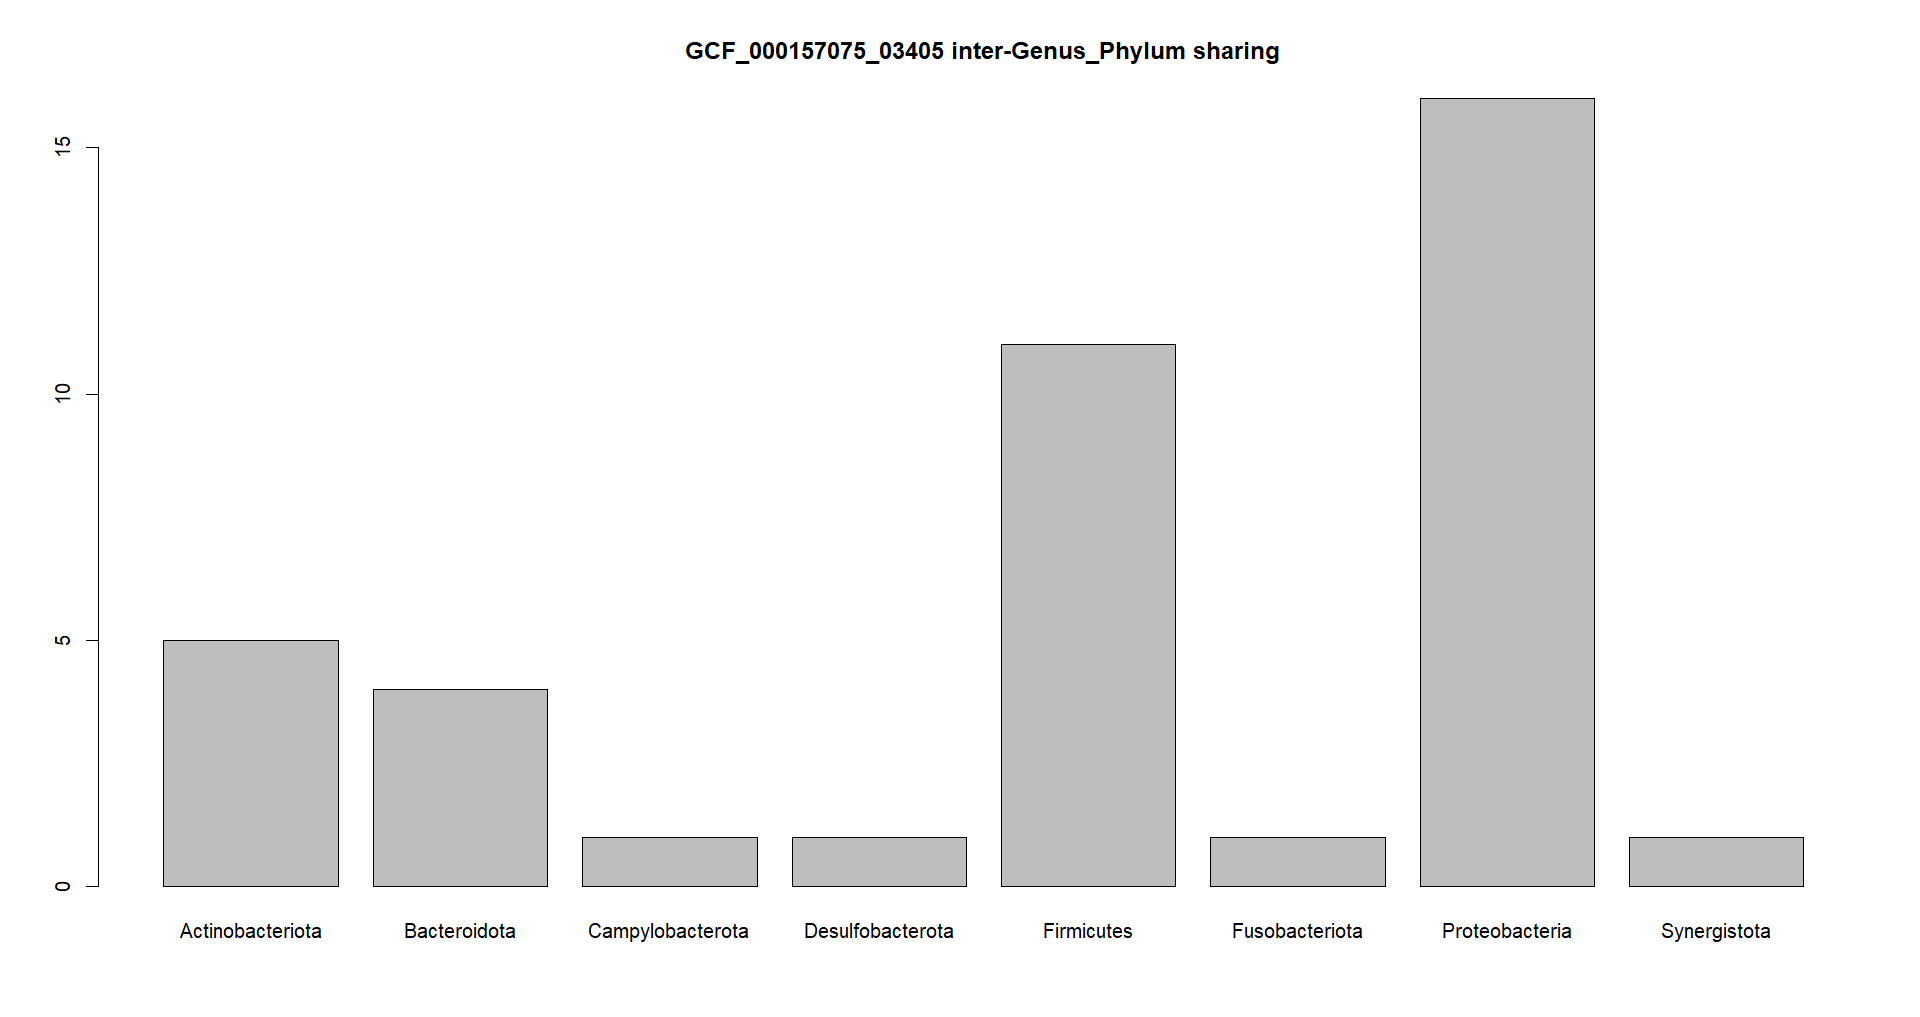 GCF_000157075_03405 inter-Genus_Phylum sharing
15
10
5
0
Actinobacteriota Bacteroidota Campylobacterota Desulfobacterota Firmicutes Fusobacteriota Proteobacteria Synergistota